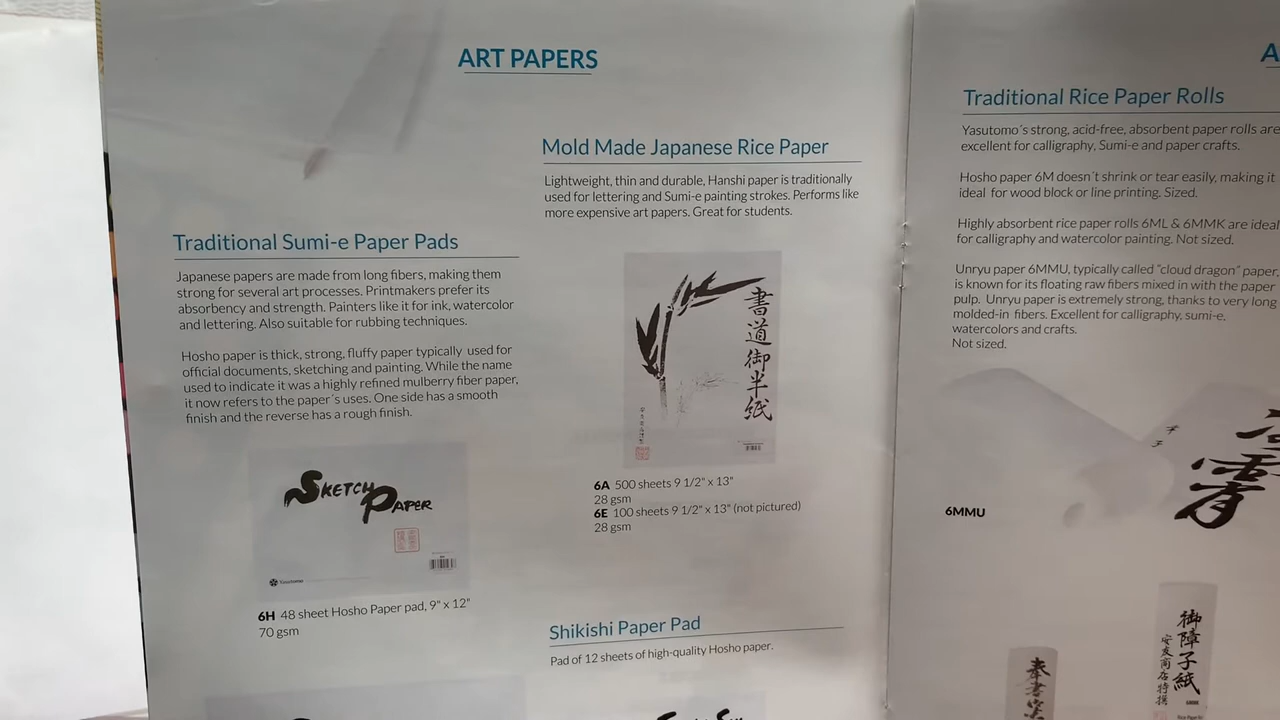 ART PAPERS
Traditional Sumi-e Paper Pads
Japanese papers are made from long fibers, making them
strong for several art processes. Printmakers prefer its
absorbency and strength. Painters like it for ink, watercolor
and lettering. Also suitable for rubbing techniques.
Hosho paper is thick, strong, fluffy paper typically used for
official documents, sketching and painting. While the name
used to indicate it was a highly refined mulberry fiber paper,
it now refers to the paper´s uses. One side has a smooth
finish and the reverse has a rough finish.
SKETCH
PAPER
Yasutomo
6H 48 sheet Hosho Paper pad, 9" x 12"
70 gsm
Mold Made Japanese Rice Paper
Lightweight, thin and durable, Hanshi paper is traditionally
used for lettering and Sumi-e painting strokes. Performs like
more expensive art papers. Great for students.
書道御半紙
6A 500 sheets 9 1/2" x 13"
28 gsm
6E 100 sheets 9 1/2" x 13" (not pictured)
28 gsm
Shikishi Paper Pad
Pad of 12 sheets of high-quality Hosho paper.
A
Traditional Rice Paper Rolls
Yasutomo´s strong, acid-free, absorbent paper rolls are
excellent for calligraphy, Sumi-e and paper crafts.
Hosho paper 6M doesn´t shrink or tear easily, making it
ideal for wood block or line printing. Sized.
Highly absorbent rice paper rolls 6ML & 6MMK are ideal
for calligraphy and watercolor painting. Not sized.
Unryu paper 6MMU, typically called "cloud dragon" paper,
is known for its floating raw fibers mixed in with the paper
pulp. Unryu paper is extremely strong, thanks to very long
molded-in fibers. Excellent for calligraphy, sumi-e,
watercolors and crafts.
Not sized.
6MMU
御障子紙
安友商店特撰
奉書